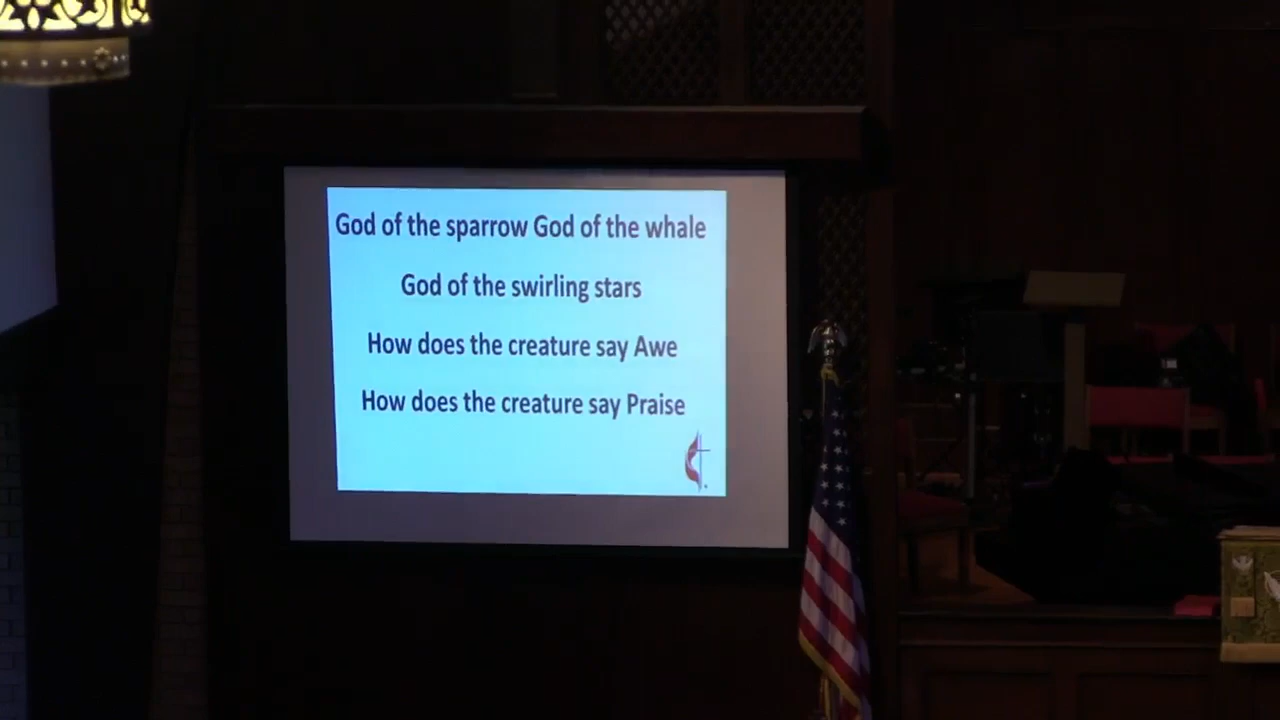 God of the sparrow God of the whale
God of the swirling stars
How does the creature say Awe
How does the creature say Praise